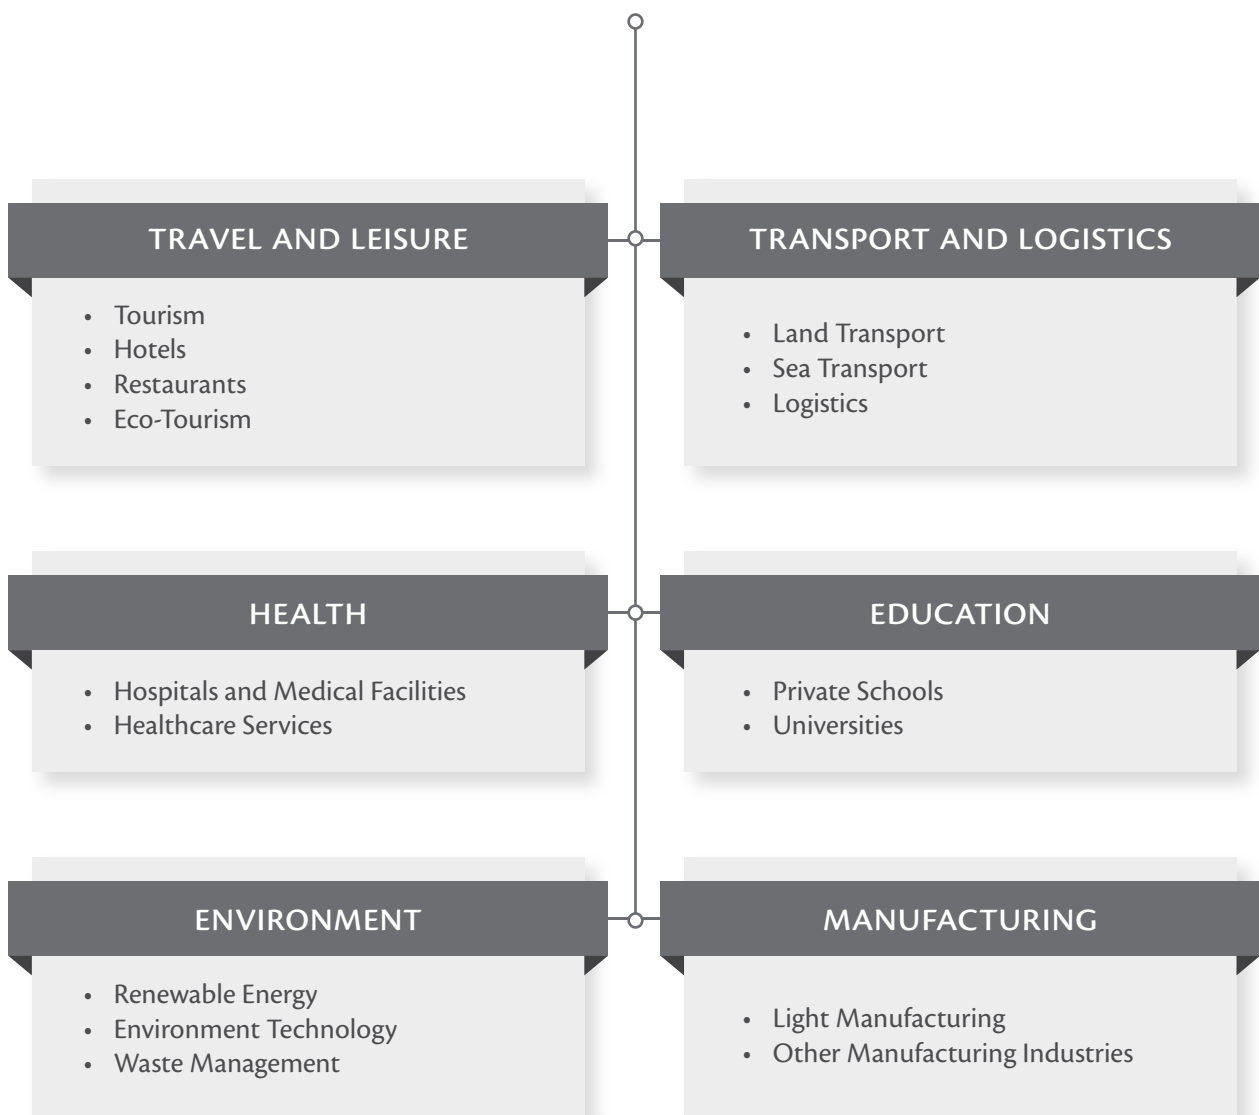 TRAVEL AND LEISURE
• Tourism
• Hotels
• Restaurants
• Eco-Tourism
TRANSPORT AND LOGISTICS
• Land Transport
• Sea Transport
• Logistics
HEALTH
• Hospitals and Medical Facilities
• Healthcare Services
EDUCATION
• Private Schools
• Universities
ENVIRONMENT
• Renewable Energy
• Environment Technology
• Waste Management
MANUFACTURING
• Light Manufacturing
• Other Manufacturing Industries